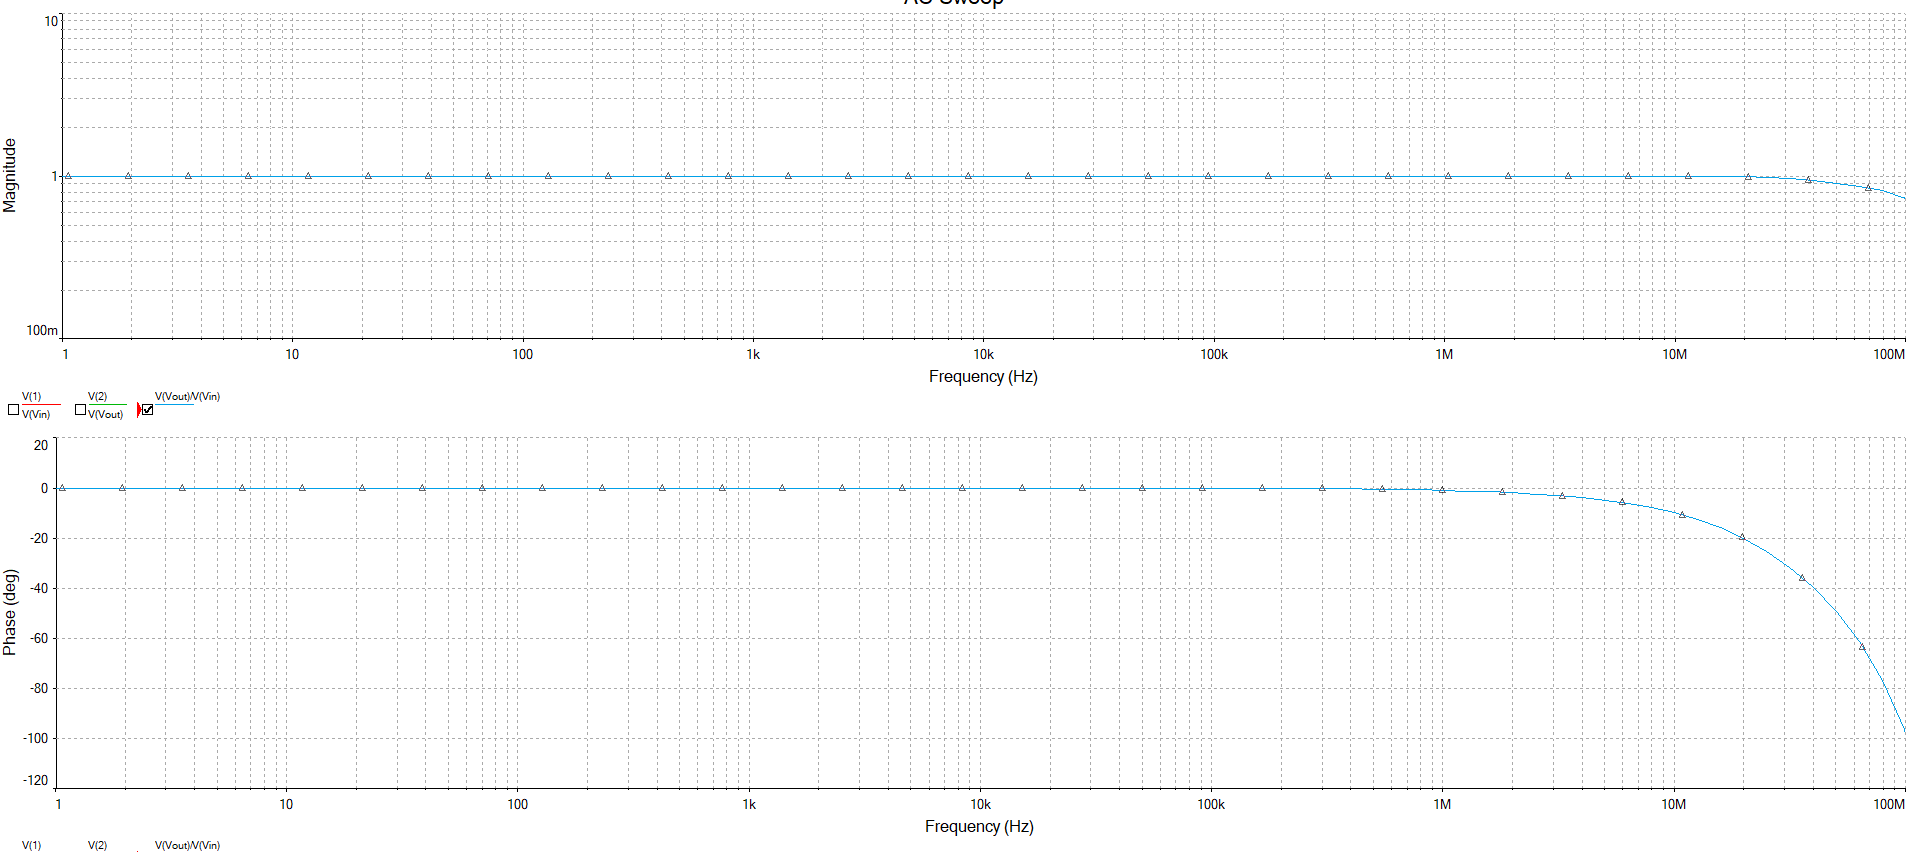 AC Sweep
10
1
100m
Magnitude
1 10 100 1k 10k 100k 1M 10M 100M
Frequency (Hz)
V(1) V(2) V(Vout)/V(Vin)
V(Vin) V(Vout)
20
0
-20
-40
-60
-80
-100
-120
Phase (deg)
1 10 100 1k 10k 100k 1M 10M 100M
Frequency (Hz)
V(1) V(2) V(Vout)/V(Vin)